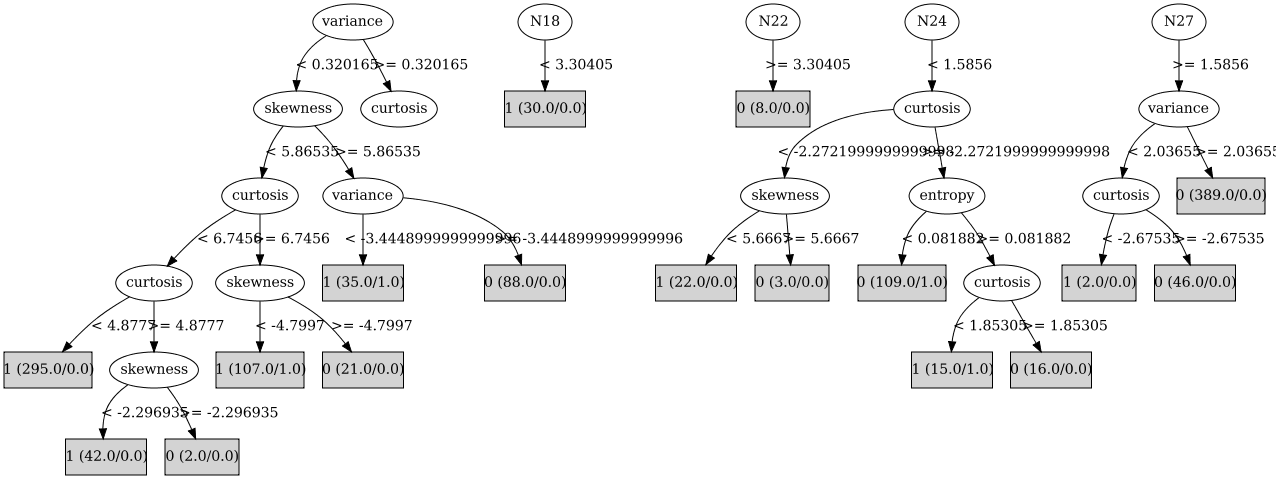 variance N18 N22 N24 N27
< 0.320165 >= 0.320165 < 3.30405 >= 3.30405 < 1.5856 >= 1.5856
skewness curtosis 1 (30.0/0.0) 0 (8.0/0.0) curtosis variance
< 5.86535 >= 5.86535 < -2.2721999999999998 >= -2.2721999999999998 < 2.03655 >= 2.03655
curtosis variance skewness entropy curtosis 0 (389.0/0.0)
< 6.7456 >= 6.7456 < -3.4448999999999996 >= -3.4448999999999996 < 5.6667 >= 5.6667 < 0.081882 >= 0.081882 < -2.67535 >= -2.67535
curtosis skewness 1 (35.0/1.0) 0 (88.0/0.0) 1 (22.0/0.0) 0 (3.0/0.0) 0 (109.0/1.0) curtosis 1 (2.0/0.0) 0 (46.0/0.0)
< 4.8777 >= 4.8777 < -4.7997 >= -4.7997 < 1.85305 >= 1.85305
1 (295.0/0.0) skewness 1 (107.0/1.0) 0 (21.0/0.0) 1 (15.0/1.0) 0 (16.0/0.0)
< -2.296935 >= -2.296935
1 (42.0/0.0) 0 (2.0/0.0)